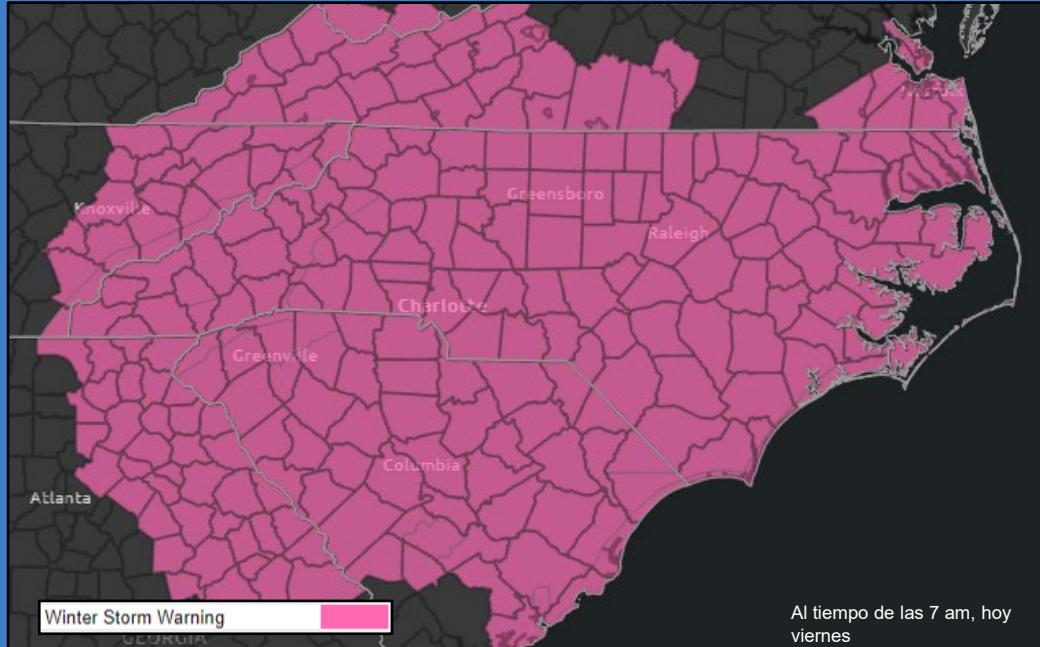 Norfolk
Knoxville
Greensboro
Raleigh
Charlotte
Greenville
Columbia
Atlanta
Winter Storm Warning
GEORGIA
Al tiempo de las 7 am, hoy
viernes